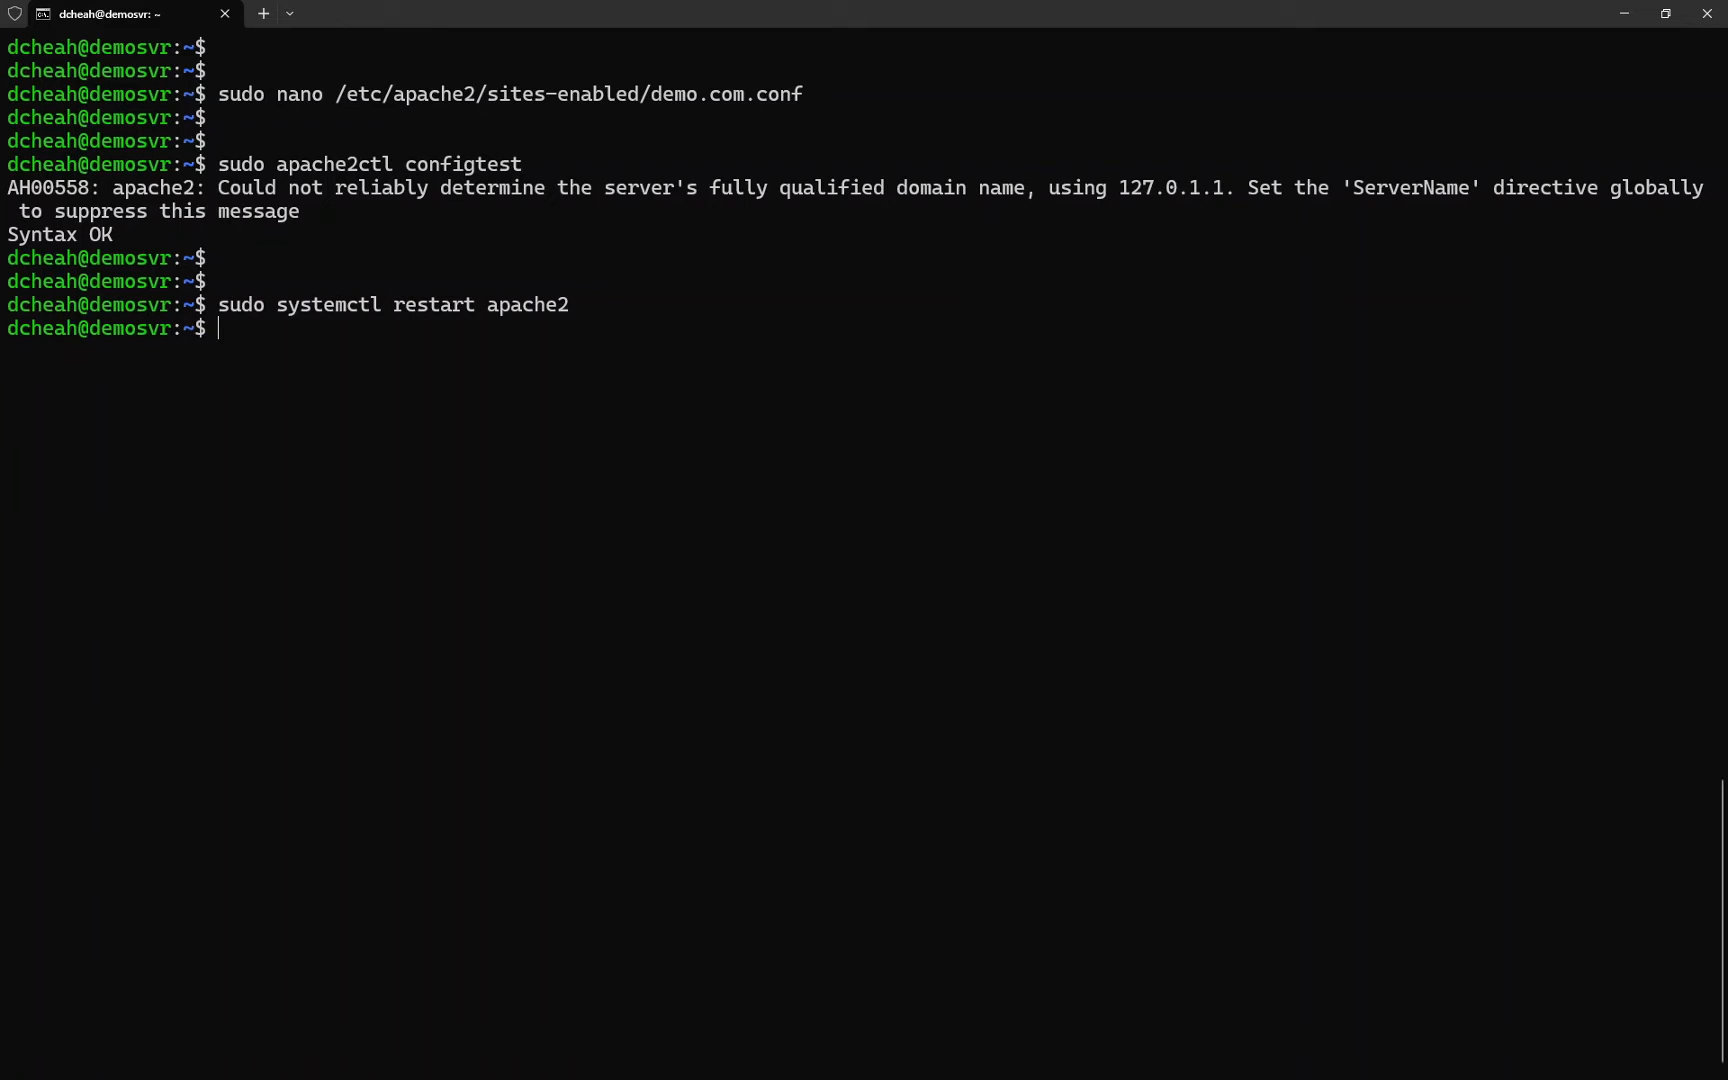 dcheah@demosvr: ~
dcheah@demosvr:~$
dcheah@demosvr:~$
dcheah@demosvr:~$ sudo nano /etc/apache2/sites-enabled/demo.com.conf
dcheah@demosvr:~$
dcheah@demosvr:~$
dcheah@demosvr:~$ sudo apache2ctl configtest
AH00558: apache2: Could not reliably determine the server's fully qualified domain name, using 127.0.1.1. Set the 'ServerName' directive globally
to suppress this message
Syntax OK
dcheah@demosvr:~$
dcheah@demosvr:~$
dcheah@demosvr:~$ sudo systemctl restart apache2
dcheah@demosvr:~$